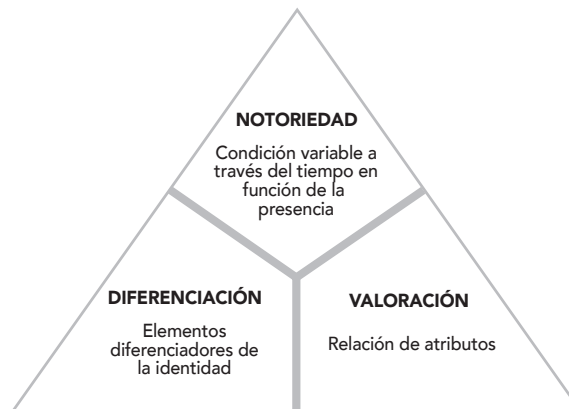 NOTORIEDAD
Condición variable a
través del tiempo en
función de la
presencia
DIFERENCIACIÓN
Elementos
diferenciadores de
la identidad
VALORACIÓN
Relación de atributos